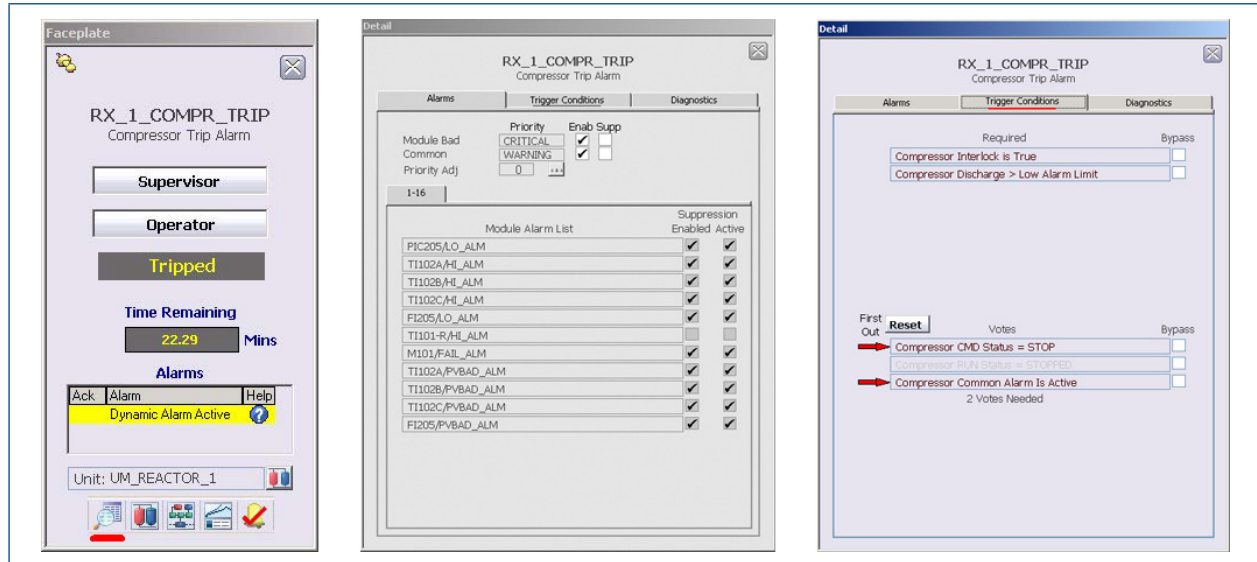 Faceplate
RX_1_COMPR_TRIP
Compressor Trip Alarm
Supervisor
Operator
Tripped
Time Remaining
22.29 Mins
Alarms
Ack Alarm Help
Dynamic Alarm Active ?
Unit: UM_REACTOR_1
Detail
RX_1_COMPR_TRIP
Compressor Trip Alarm
Alarms Trigger Conditions Diagnostics
Priority Enab Supp
Module Bad CRITICAL
Common WARNING
Priority Adj 0 ...
1-16
Suppression
Module Alarm List Enabled Active
PIC205/LO_ALM
TI102A/HI_ALM
TI102B/HI_ALM
TI102C/HI_ALM
FI205/LO_ALM
TI101-R/HI_ALM
M101/FAIL_ALM
TI102A/PVBAD_ALM
TI102B/PVBAD_ALM
TI102C/PVBAD_ALM
FI205/PVBAD_ALM
Detail
RX_1_COMPR_TRIP
Compressor Trip Alarm
Alarms Trigger Conditions Diagnostics
Required Bypass
Compressor Interlock is True
Compressor Discharge > Low Alarm Limit
First
Out Reset Votes Bypass
Compressor CMD Status = STOP
Compressor RUN Status = STOPPED
Compressor Common Alarm Is Active
2 Votes Needed